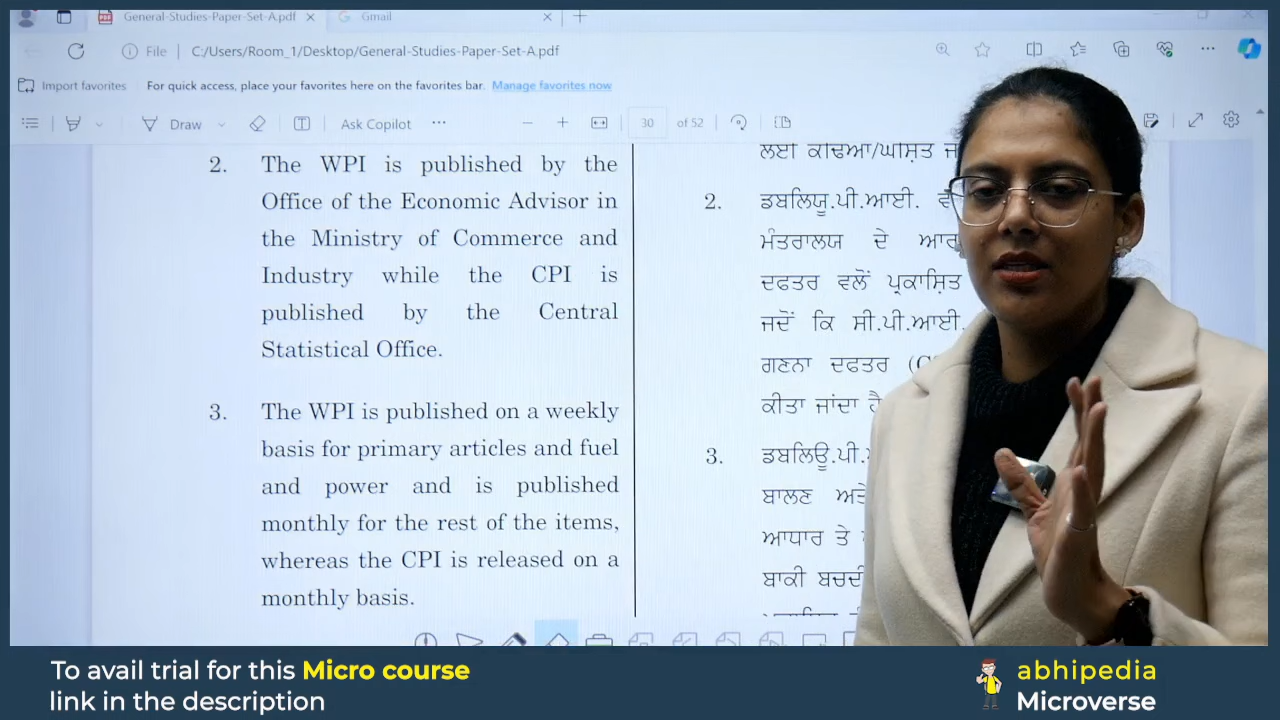 General-Studies-Paper-Set-A.pdf
Gmail
File
C:/Users/Room_1/Desktop/General-Studies-Paper-Set-A.pdf
Import favorites
For quick access, place your favorites here on the favorites bar.
Manage favorites now
Draw
Ask Copilot
30
of 52
2. The WPI is published by the
Office of the Economic Advisor in
the Ministry of Commerce and
Industry while the CPI is
published by the Central
Statistical Office.
3. The WPI is published on a weekly
basis for primary articles and fuel
and power and is published
monthly for the rest of the items,
whereas the CPI is released on a
monthly basis.
ਲਈ ਕਢਿਆ/ਘਸ਼ਿਤ
2. ਡਬਲਿਯੂ.ਪੀ.ਆਈ.
ਮੰਤਰਾਲਯ ਦੇ
ਦਫਤਰ ਵਲੋਂ ਪ੍ਰਕਾਸ਼ਿਤ
ਜਦੋਂ ਕਿ ਸੀ.ਪੀ.ਆਈ.
ਗਣਨਾ ਦਫਤਰ
ਕੀਤਾ ਜਾਂਦਾ ਹੈ
3. ਡਬਲਿਊ.ਪੀ.
ਬਾਲਣ ਅਤੇ
ਆਧਾਰ ਤੇ
ਬਾਕੀ
To avail trial for this Micro course
link in the description
abhipedia
Microverse